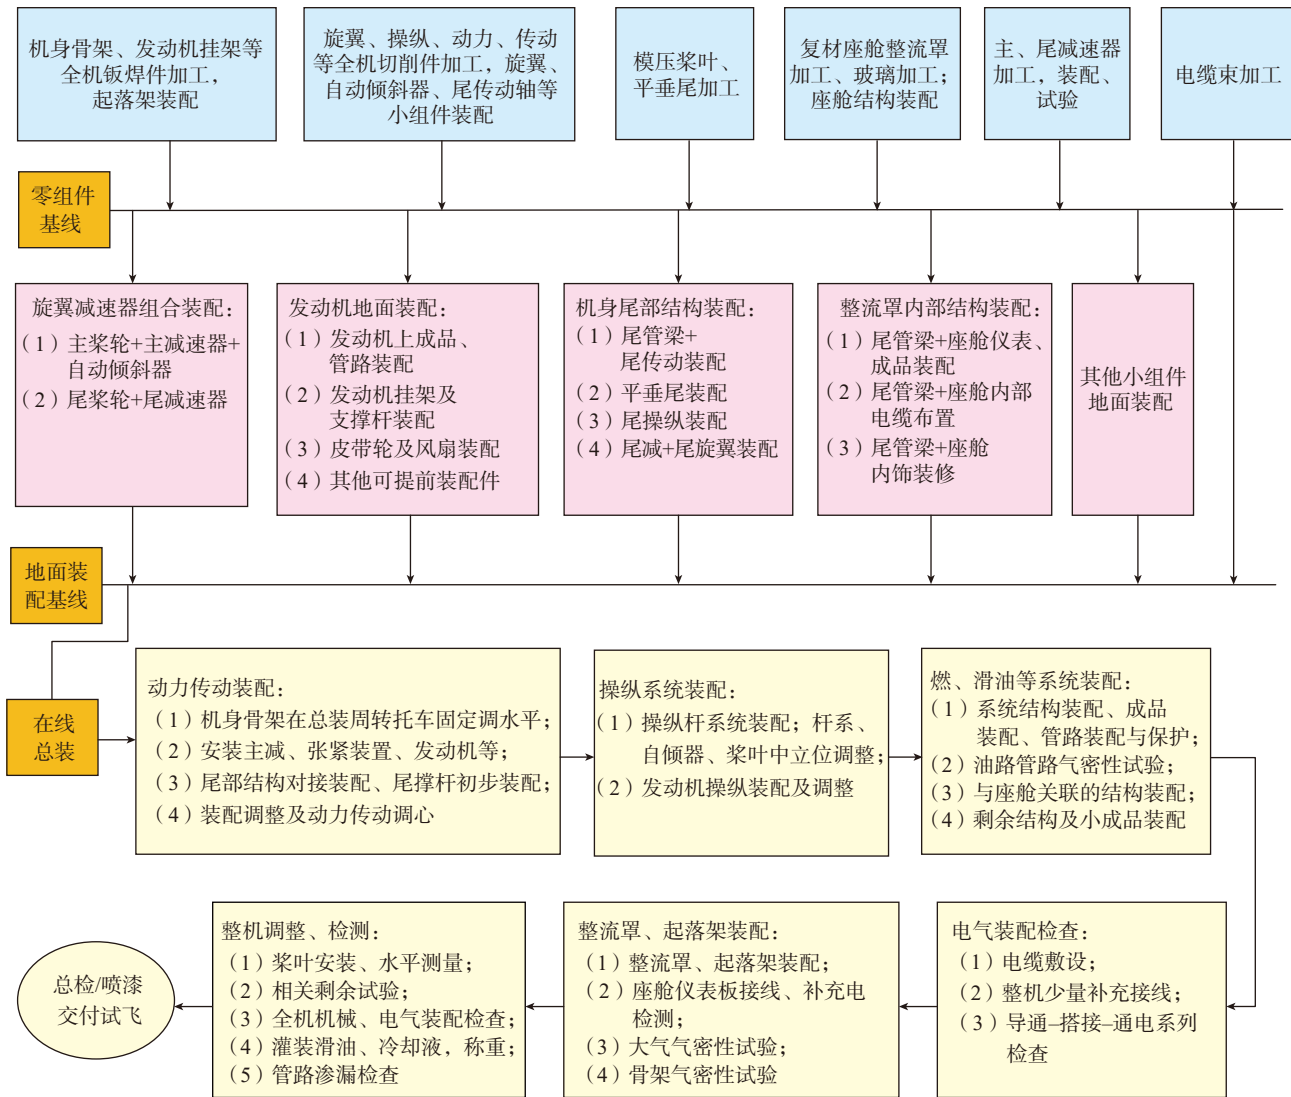 机身骨架、发动机挂架等
全机钣焊件加工，
起落架装配
旋翼、操纵、动力、传动
等全机切削件加工，旋翼、
自动倾斜器、尾传动轴等
小组件装配
模压桨叶、
平垂尾加工
复材座舱整流罩
加工、玻璃加工；
座舱结构装配
主、尾减速器
加工，装配、
试验
电缆束加工
零组件
基线
旋翼减速器组合装配：
（1）主桨轮+主减速器+
自动倾斜器
（2）尾桨轮+尾减速器
发动机地面装配：
（1）发动机上成品、
管路装配
（2）发动机挂架及
支撑杆装配
（3）皮带轮及风扇装配
（4）其他可提前装配件
机身尾部结构装配：
（1）尾管梁+
尾传动装配
（2）平垂尾装配
（3）尾操纵装配
（4）尾减+尾旋翼装配
整流罩内部结构装配：
（1）尾管梁+座舱仪表、
成品装配
（2）尾管梁+座舱内部
电缆布置
（3）尾管梁+座舱
内饰装修
其他小组件
地面装配
地面装
配基线
在线
总装
动力传动装配：
（1）机身骨架在总装周转托车固定调水平；
（2）安装主减、张紧装置、发动机等；
（3）尾部结构对接装配、尾撑杆初步装配；
（4）装配调整及动力传动调心
操纵系统装配：
（1）操纵杆系统装配；杆系、
自倾器、桨叶中立位调整；
（2）发动机操纵装配及调整
燃、滑油等系统装配：
（1）系统结构装配、成品
装配、管路装配与保护；
（2）油路管路气密性试验；
（3）与座舱关联的结构装配；
（4）剩余结构及小成品装配
电气装配检查：
（1）电缆敷设；
（2）整机少量补充接线；
（3）导通–搭接–通电系列
检查
整流罩、起落架装配：
（1）整流罩、起落架装配；
（2）座舱仪表板接线、补充电
检测；
（3）大气气密性试验；
（4）骨架气密性试验
整机调整、检测：
（1）桨叶安装、水平测量；
（2）相关剩余试验；
（3）全机机械、电气装配检查；
（4）灌装滑油、冷却液，称重；
（5）管路渗漏检查
总检/喷漆
交付试飞